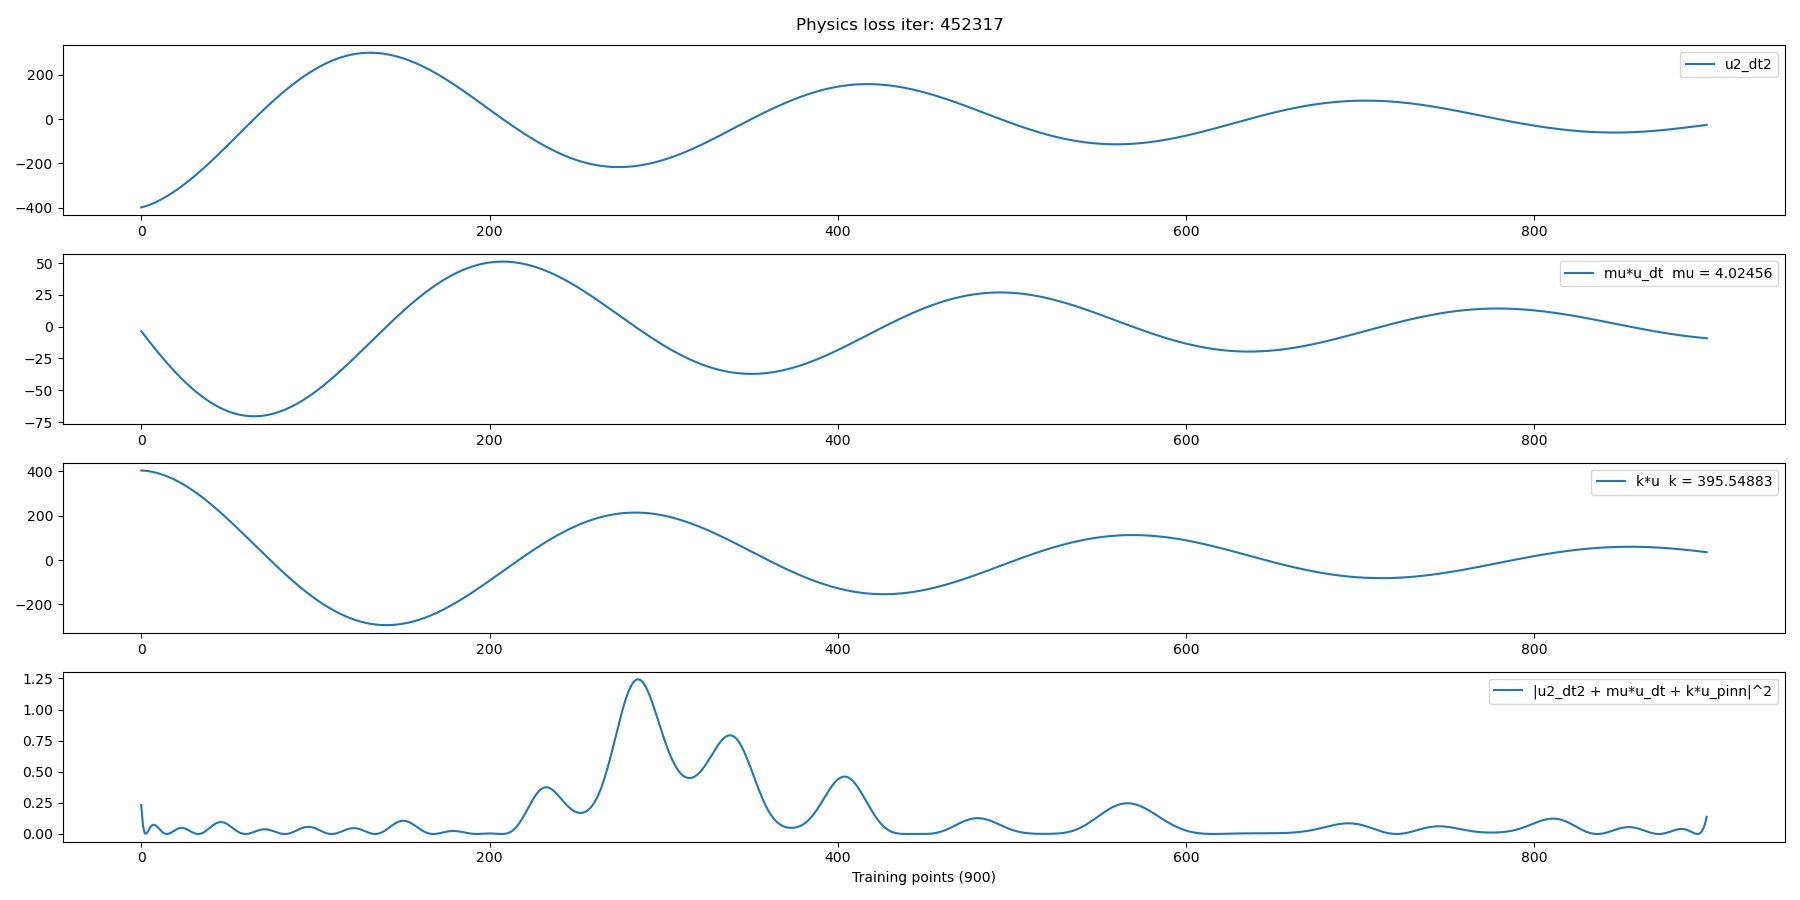 Physics loss iter: 452317
u2_dt2
200
0
−200
−400
0 200 400 600 800
mu*u_dt  mu = 4.02456
50
25
0
−25
−50
−75
0 200 400 600 800
k*u  k = 395.54883
400
200
0
−200
0 200 400 600 800
|u2_dt2 + mu*u_dt + k*u_pinn|^2
1.25
1.00
0.75
0.50
0.25
0.00
0 200 400 600 800
Training points (900)